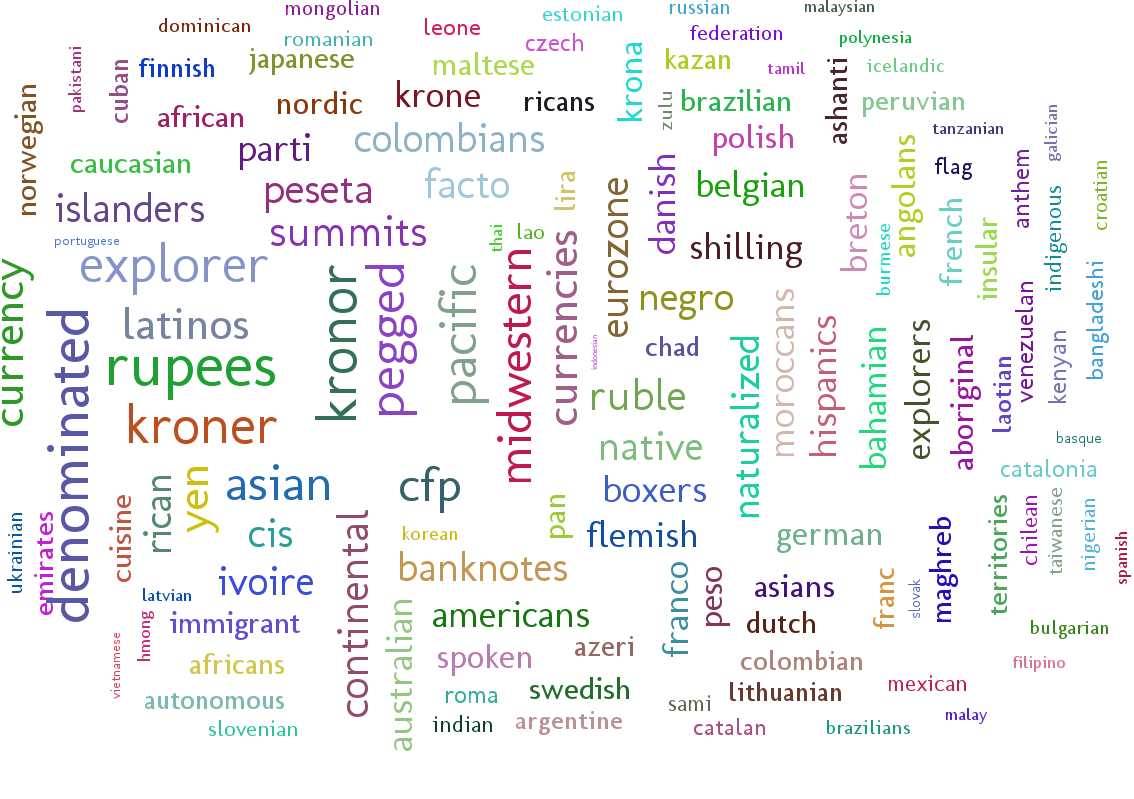 mongolian
estonian
russian
malaysian
dominican
romanian
leone
czech
federation
polynesia
pakistani
cuban
finnish
japanese
maltese
krona
kazan
tamil
icelandic
norwegian
african
nordic
krone
ricans
zulu
brazilian
ashanti
peruvian
caucasian
parti
colombians
polish
tanzanian
galician
islanders
peseta
facto
lira
eurozone
danish
belgian
breton
angolans
flag
french
anthem
indigenous
croatian
portuguese
summits
thai
lao
shilling
burmese
insular
explorer
currency
denominated
latinos
kronor
pegged
pacific
midwestern
currencies
indonesian
negro
chad
naturalized
moroccans
hispanics
bahamian
explorers
aboriginal
laotian
venezuelan
kenyan
bangladeshi
rupees
ruble
kroner
native
basque
catalonia
asian
cfp
boxers
ukrainian
emirates
cuisine
rican
yen
cis
continental
korean
pan
flemish
german
maghreb
territories
chilean
taiwanese
nigerian
spanish
latvian
ivoire
banknotes
franco
peso
asians
franc
slovak
vietnamese
hmong
immigrant
australian
americans
dutch
bulgarian
africans
spoken
azeri
colombian
filipino
autonomous
roma
swedish
sami
lithuanian
mexican
slovenian
indian
argentine
catalan
brazilians
malay